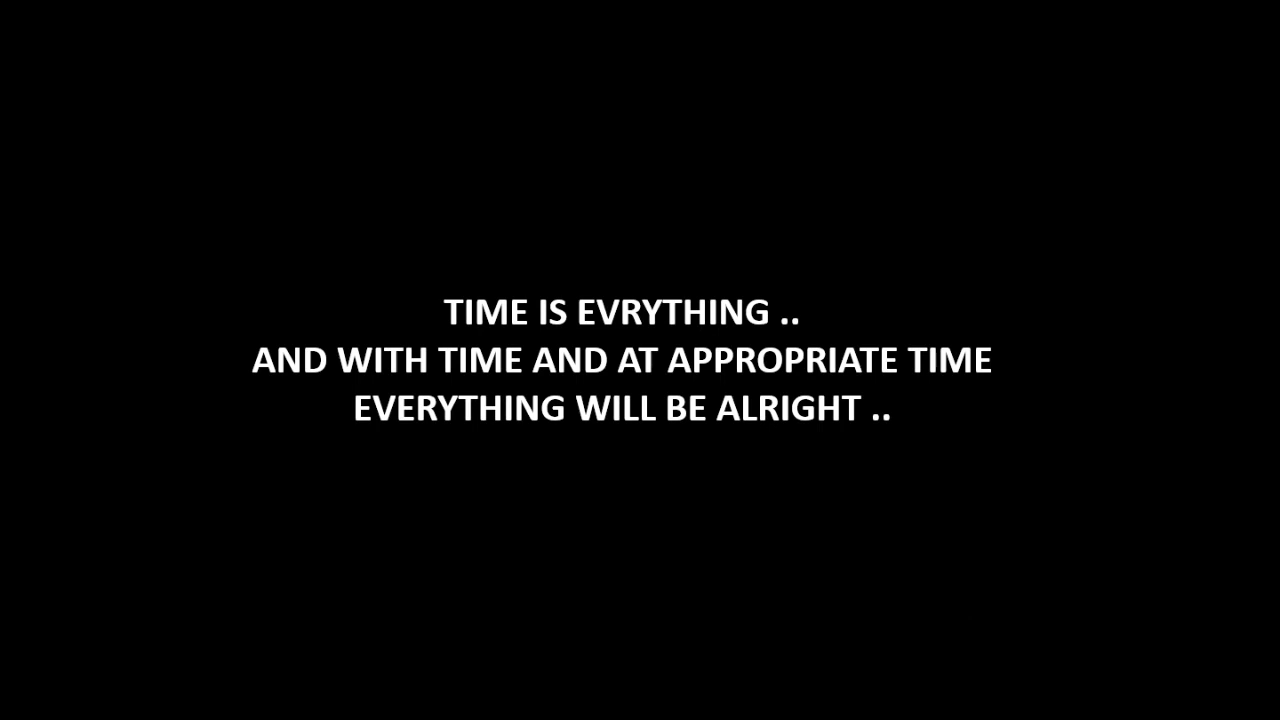 TIME IS EVRYTHING ..
AND WITH TIME AND AT APPROPRIATE TIME
EVERYTHING WILL BE ALRIGHT ..